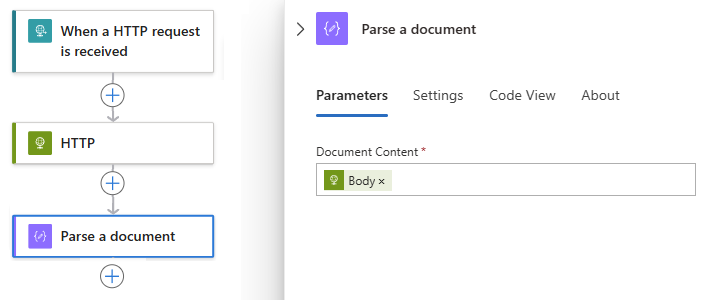 When a HTTP request
is received
HTTP
Parse a document
Parse a document
Parameters Settings Code View About
Document Content *
Body ×